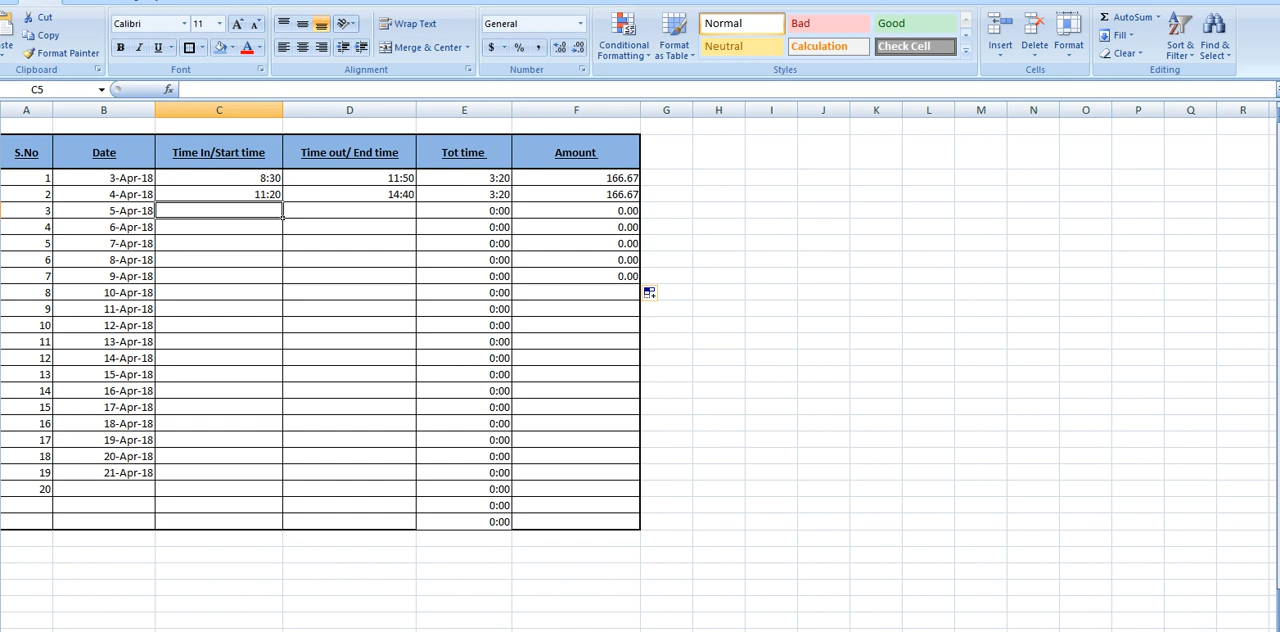 Cut
Copy
Format Painter
Clipboard
Calibri 11
B I U
Font
Wrap Text
Merge & Center
Alignment
General
$ % ,
Number
Conditional Formatting
Format as Table
Normal Bad Good
Neutral Calculation Check Cell
Styles
Insert Delete Format
Cells
Σ AutoSum
Fill
Clear
Sort & Filter
Find & Select
Editing
C5 fx
A B C D E F G H I J K L M N O P Q R
S.No Date Time In/Start time Time out/ End time Tot time Amount
1 3-Apr-18 8:30 11:50 3:20 166.67
2 4-Apr-18 11:20 14:40 3:20 166.67
3 5-Apr-18 0:00 0.00
4 6-Apr-18 0:00 0.00
5 7-Apr-18 0:00 0.00
6 8-Apr-18 0:00 0.00
7 9-Apr-18 0:00 0.00
8 10-Apr-18 0:00
9 11-Apr-18 0:00
10 12-Apr-18 0:00
11 13-Apr-18 0:00
12 14-Apr-18 0:00
13 15-Apr-18 0:00
14 16-Apr-18 0:00
15 17-Apr-18 0:00
16 18-Apr-18 0:00
17 19-Apr-18 0:00
18 20-Apr-18 0:00
19 21-Apr-18 0:00
20 0:00
0:00
0:00